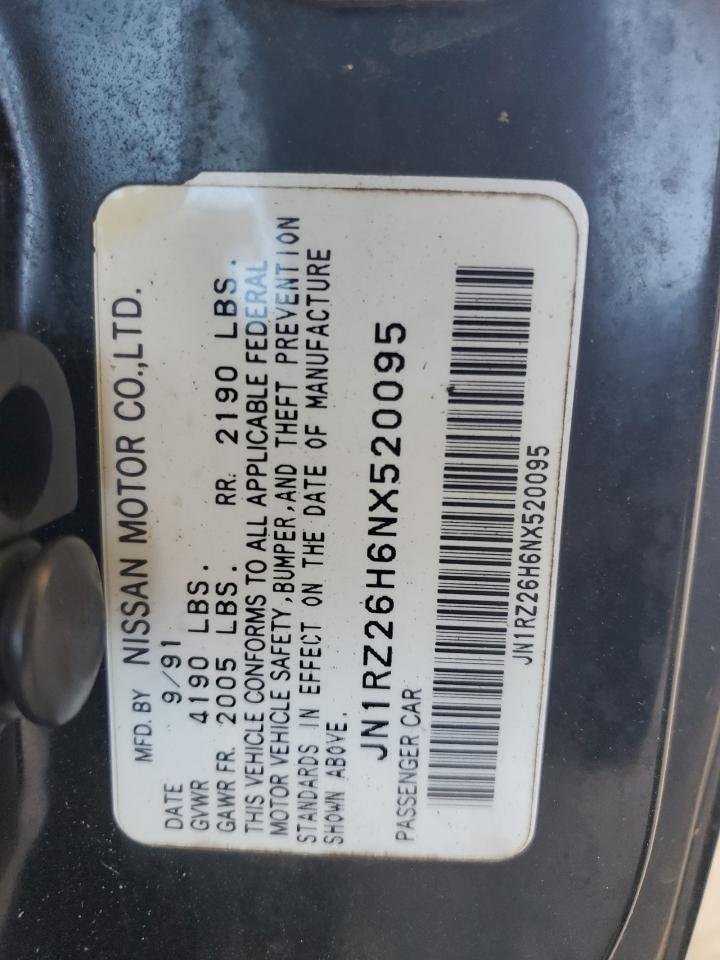 MFD. BY NISSAN MOTOR CO.,LTD.
DATE 9/91
GVWR 4190 LBS.
GAWR FR. 2005 LBS. RR. 2190 LBS.
THIS VEHICLE CONFORMS TO ALL APPLICABLE FEDERAL
MOTOR VEHICLE SAFETY,BUMPER,AND THEFT PREVENTION
STANDARDS IN EFFECT ON THE DATE OF MANUFACTURE
SHOWN ABOVE.
JN1RZ26H6NX520095
PASSENGER CAR
JN1RZ26H6NX520095